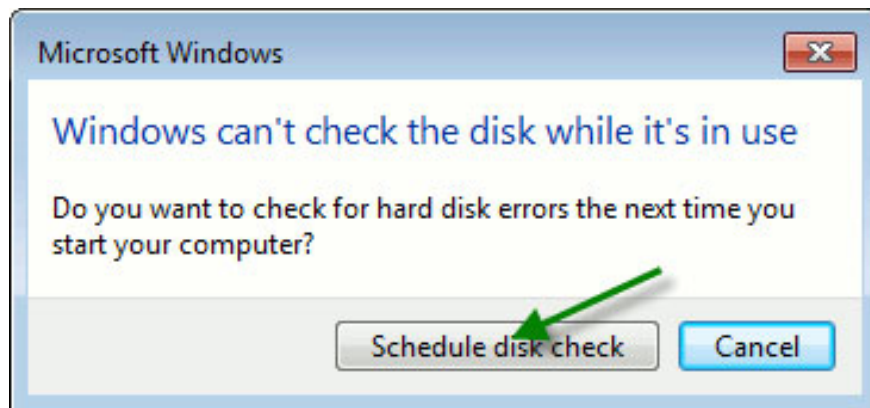 Microsoft Windows
Windows can't check the disk while it's in use
Do you want to check for hard disk errors the next time you
start your computer?
Schedule disk check
Cancel